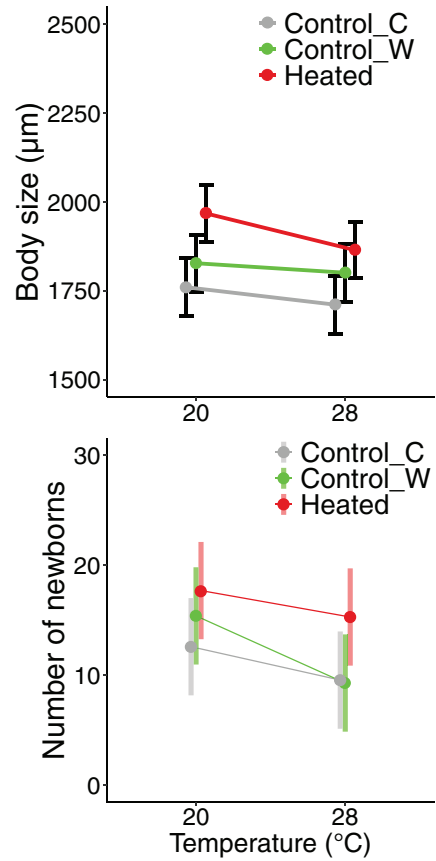 2500
2250
2000
1750
1500
Body size (µm)
Control_C
Control_W
Heated
20 28
30
20
10
0
Number of newborns
Control_C
Control_W
Heated
20 28
Temperature (°C)